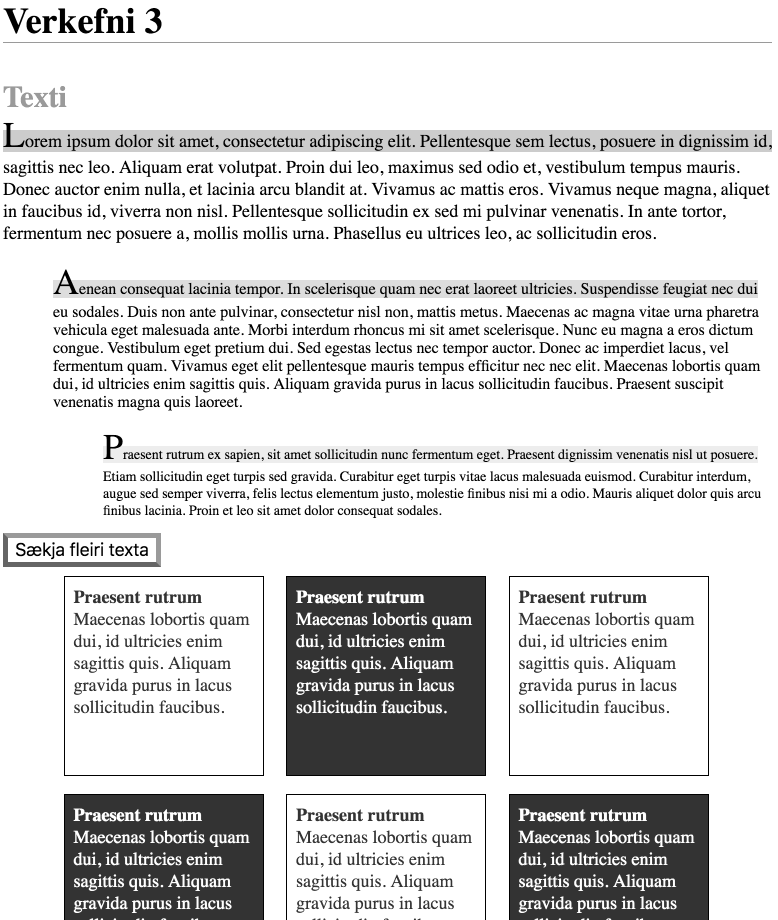 Verkefni 3
Texti
Lorem ipsum dolor sit amet, consectetur adipiscing elit. Pellentesque sem lectus, posuere in dignissim id,
sagittis nec leo. Aliquam erat volutpat. Proin dui leo, maximus sed odio et, vestibulum tempus mauris.
Donec auctor enim nulla, et lacinia arcu blandit at. Vivamus ac mattis eros. Vivamus neque magna, aliquet
in faucibus id, viverra non nisl. Pellentesque sollicitudin ex sed mi pulvinar venenatis. In ante tortor,
fermentum nec posuere a, mollis mollis urna. Phasellus eu ultrices leo, ac sollicitudin eros.
Aenean consequat lacinia tempor. In scelerisque quam nec erat laoreet ultricies. Suspendisse feugiat nec dui
eu sodales. Duis non ante pulvinar, consectetur nisl non, mattis metus. Maecenas ac magna vitae urna pharetra
vehicula eget malesuada ante. Morbi interdum rhoncus mi sit amet scelerisque. Nunc eu magna a eros dictum
congue. Vestibulum eget pretium dui. Sed egestas lectus nec tempor auctor. Donec ac imperdiet lacus, vel
fermentum quam. Vivamus eget elit pellentesque mauris tempus efficitur nec nec elit. Maecenas lobortis quam
dui, id ultricies enim sagittis quis. Aliquam gravida purus in lacus sollicitudin faucibus. Praesent suscipit
venenatis magna quis laoreet.
Praesent rutrum ex sapien, sit amet sollicitudin nunc fermentum eget. Praesent dignissim venenatis nisl ut posuere.
Etiam sollicitudin eget turpis sed gravida. Curabitur eget turpis vitae lacus malesuada euismod. Curabitur interdum,
augue sed semper viverra, felis lectus elementum justo, molestie finibus nisi mi a odio. Mauris aliquet dolor quis arcu
finibus lacinia. Proin et leo sit amet dolor consequat sodales.
Sækja fleiri texta
Praesent rutrum
Maecenas lobortis quam
dui, id ultricies enim
sagittis quis. Aliquam
gravida purus in lacus
sollicitudin faucibus.
Praesent rutrum
Maecenas lobortis quam
dui, id ultricies enim
sagittis quis. Aliquam
gravida purus in lacus
sollicitudin faucibus.
Praesent rutrum
Maecenas lobortis quam
dui, id ultricies enim
sagittis quis. Aliquam
gravida purus in lacus
sollicitudin faucibus.
Praesent rutrum
Maecenas lobortis quam
dui, id ultricies enim
sagittis quis. Aliquam
gravida purus in lacus
Praesent rutrum
Maecenas lobortis quam
dui, id ultricies enim
sagittis quis. Aliquam
gravida purus in lacus
Praesent rutrum
Maecenas lobortis quam
dui, id ultricies enim
sagittis quis. Aliquam
gravida purus in lacus